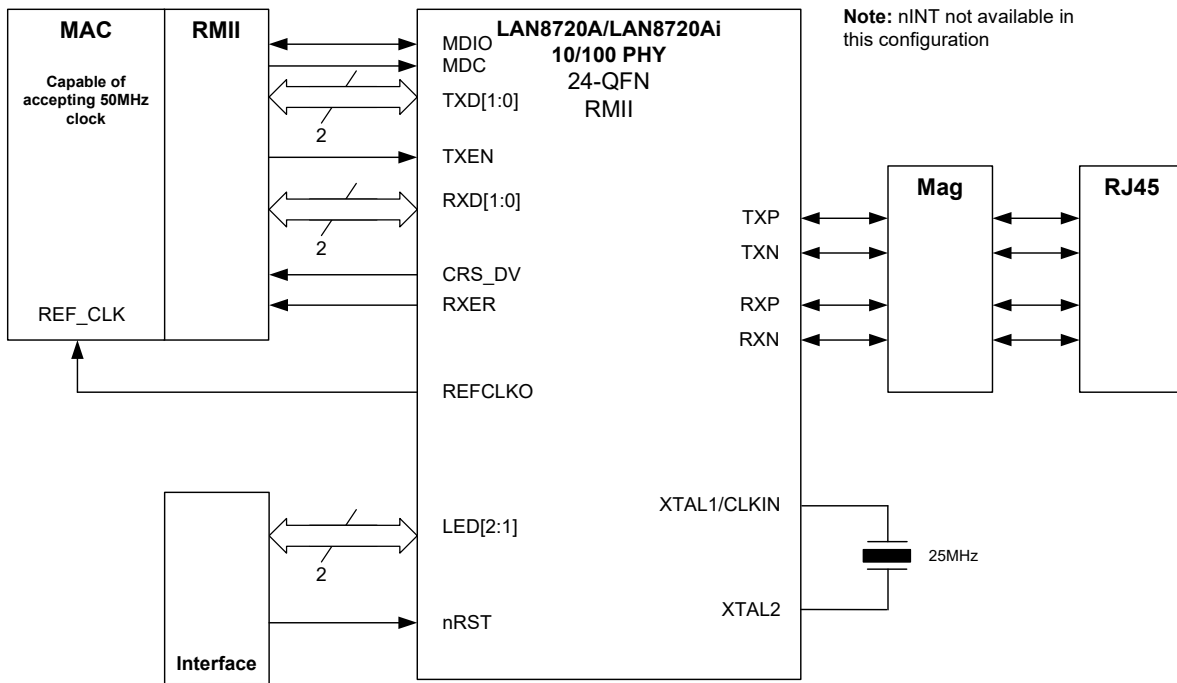 MAC
Capable of
accepting 50MHz
clock
REF_CLK
RMII
LAN8720A/LAN8720Ai
10/100 PHY
24-QFN
RMII
MDIO
MDC
TXD[1:0]
2
TXEN
RXD[1:0]
2
CRS_DV
RXER
REFCLKO
LED[2:1]
2
nRST
Interface
Note: nINT not available in
this configuration
TXP
TXN
RXP
RXN
Mag
RJ45
XTAL1/CLKIN
25MHz
XTAL2